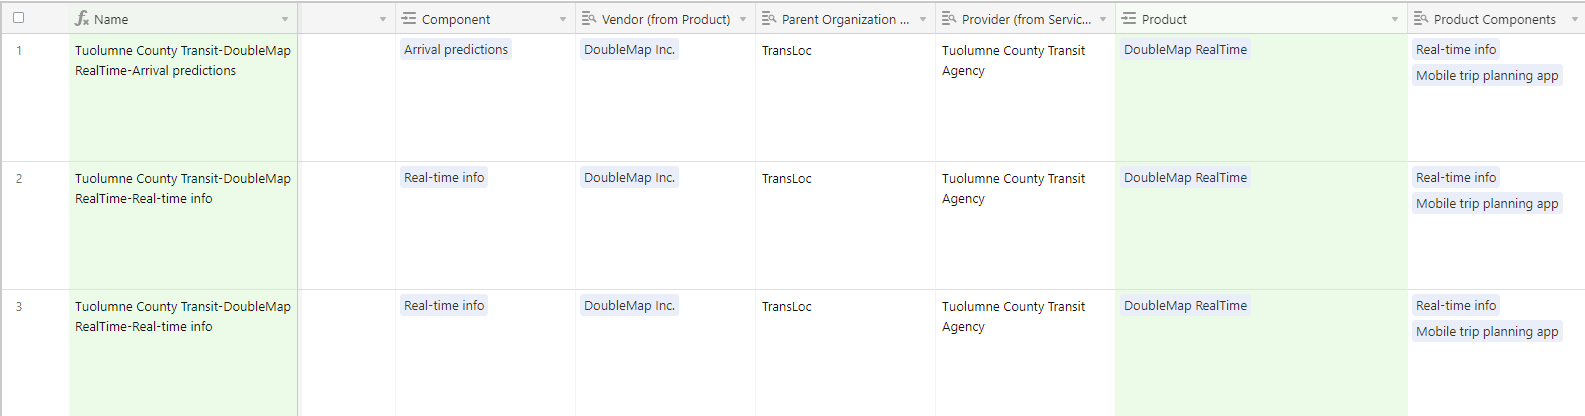 Name Component Vendor (from Product) Parent Organization ... Provider (from Servic... Product Product Components
1 Tuolumne County Transit-DoubleMap Arrival predictions DoubleMap Inc. TransLoc Tuolumne County Transit DoubleMap RealTime Real-time info
RealTime-Arrival predictions Agency Mobile trip planning app
2 Tuolumne County Transit-DoubleMap Real-time info DoubleMap Inc. TransLoc Tuolumne County Transit DoubleMap RealTime Real-time info
RealTime-Real-time info Agency Mobile trip planning app
3 Tuolumne County Transit-DoubleMap Real-time info DoubleMap Inc. TransLoc Tuolumne County Transit DoubleMap RealTime Real-time info
RealTime-Real-time info Agency Mobile trip planning app